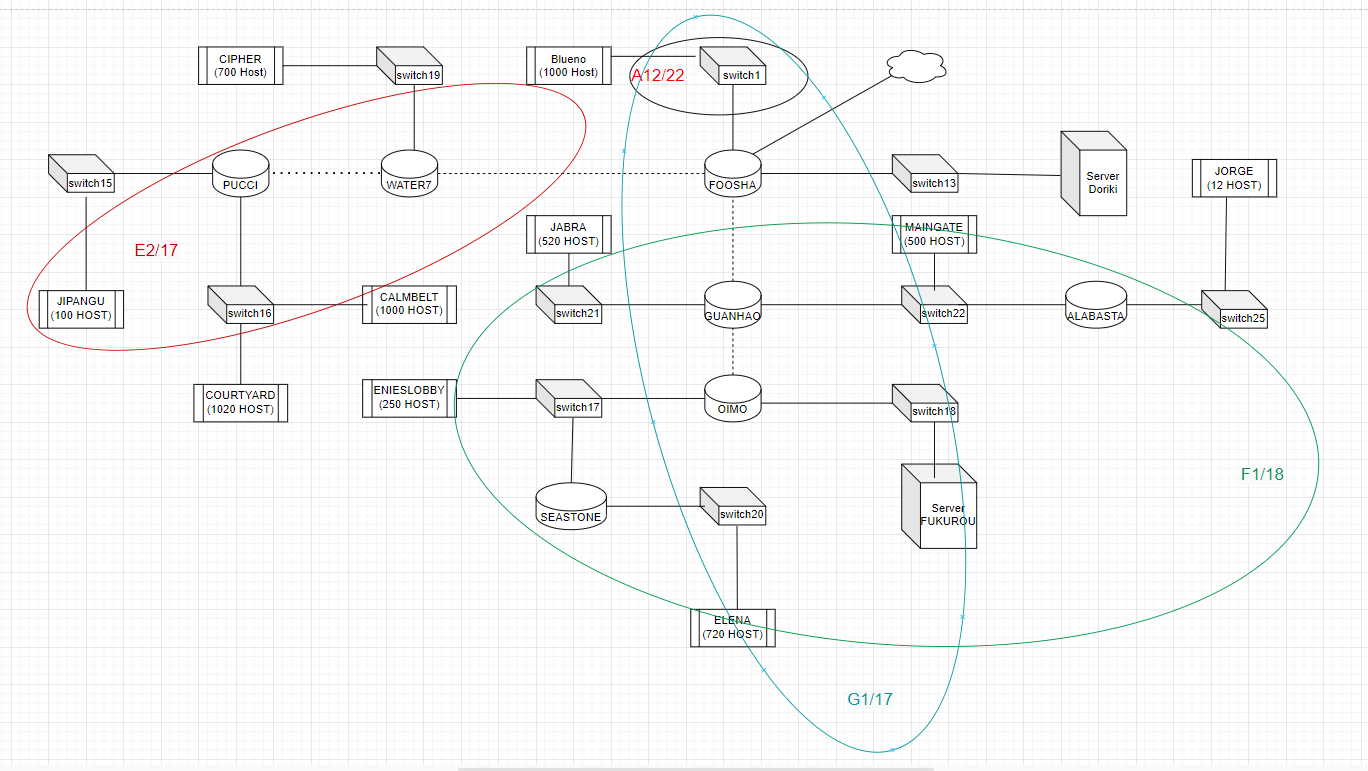 CIPHER
(700 Host)
switch19
Blueno
(1000 Host)
A12/22
switch1
switch15
PUCCI
WATER7
FOOSHA
switch13
Server
Doriki
JORGE
(12 HOST)
E2/17
JABRA
(520 HOST)
MAINGATE
(500 HOST)
JIPANGU
(100 HOST)
switch16
CALMBELT
(1000 HOST)
switch21
GUANHAO
switch22
ALABASTA
switch25
COURTYARD
(1020 HOST)
ENIESLOBBY
(250 HOST)
switch17
OIMO
switch18
F1/18
SEASTONE
switch20
Server
FUKUROU
ELENA
(720 HOST)
G1/17